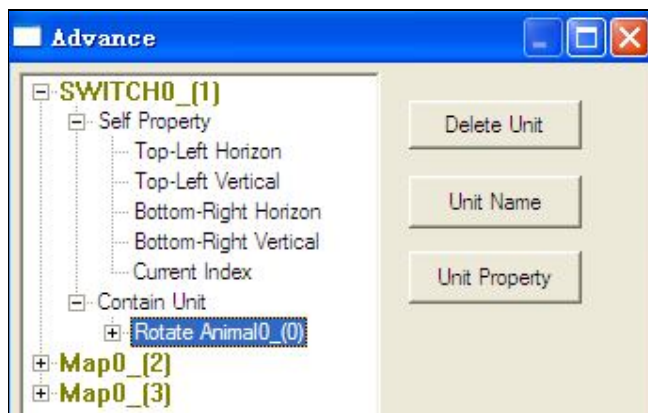 Advance
SWITCH0_(1)
Self Property
Top-Left Horizon
Top-Left Vertical
Bottom-Right Horizon
Bottom-Right Vertical
Current Index
Contain Unit
Rotate Animal0_(0)
Map0_(2)
Map0_(3)
Delete Unit
Unit Name
Unit Property